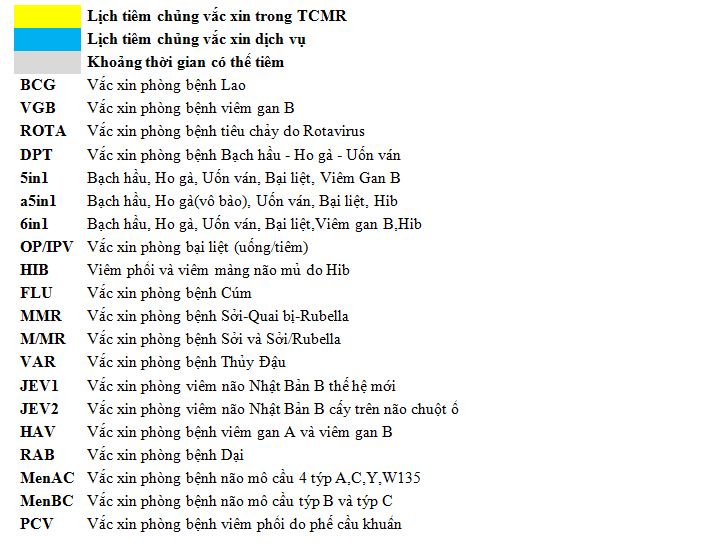 Lịch tiêm chủng vắc xin trong TCMR
Lịch tiêm chủng vắc xin dịch vụ
Khoảng thời gian có thể tiêm
BCG Vắc xin phòng bệnh Lao
VGB Vắc xin phòng bệnh viêm gan B
ROTA Vắc xin phòng bệnh tiêu chảy do Rotavirus
DPT Vắc xin phòng bệnh Bạch hầu - Ho gà - Uốn ván
5in1 Bạch hầu, Ho gà, Uốn ván, Bại liệt, Viêm Gan B
a5in1 Bạch hầu, Ho gà(vô bào), Uốn ván, Bại liệt, Hib
6in1 Bạch hầu, Ho gà, Uốn ván, Bại liệt,Viêm gan B,Hib
OP/IPV Vắc xin phòng bại liệt (uống/tiêm)
HIB Viêm phổi và viêm màng não mủ do Hib
FLU Vắc xin phòng bệnh Cúm
MMR Vắc xin phòng bệnh Sởi-Quai bị-Rubella
M/MR Vắc xin phòng bệnh Sởi và Sởi/Rubella
VAR Vắc xin phòng bệnh Thủy Đậu
JEV1 Vắc xin phòng viêm não Nhật Bản B thế hệ mới
JEV2 Vắc xin phòng viêm não Nhật Bản B cấy trên não chuột ổ
HAV Vắc xin phòng bệnh viêm gan A và viêm gan B
RAB Vắc xin phòng bệnh Dại
MenAC Vắc xin phòng bệnh não mô cầu 4 týp A,C,Y,W135
MenBC Vắc xin phòng bệnh não mô cầu týp B và týp C
PCV Vắc xin phòng bệnh viêm phổi do phế cầu khuẩn